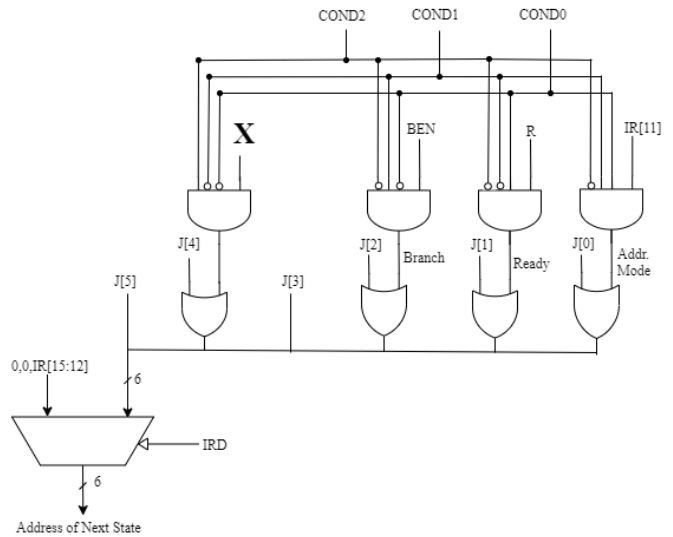 COND2
COND1
COND0
X
BEN
R
IR[11]
J[4]
J[2]
Branch
J[1]
Ready
J[0]
Addr.
Mode
J[5]
J[3]
0,0,IR[15:12]
6
IRD
6
Address of Next State